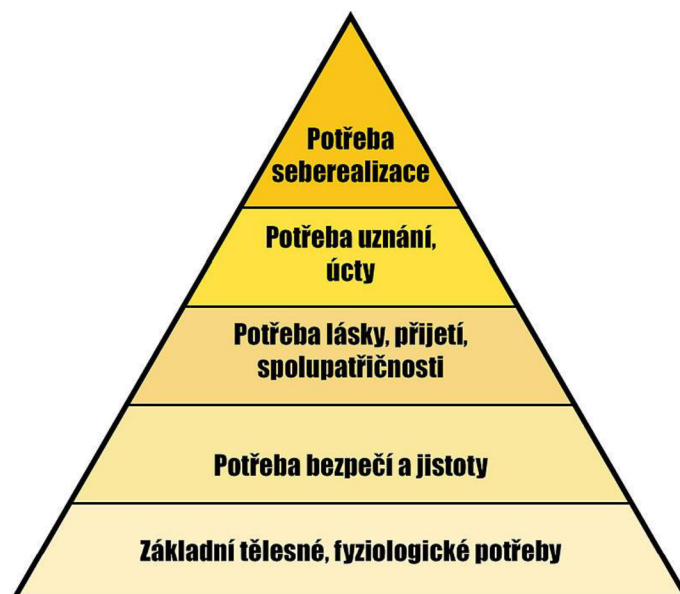 Potřeba
seberealizace
Potřeba uznání,
úcty
Potřeba lásky, přijetí,
spolupatřičnosti
Potřeba bezpečí a jistoty
Základní tělesné, fyziologické potřeby